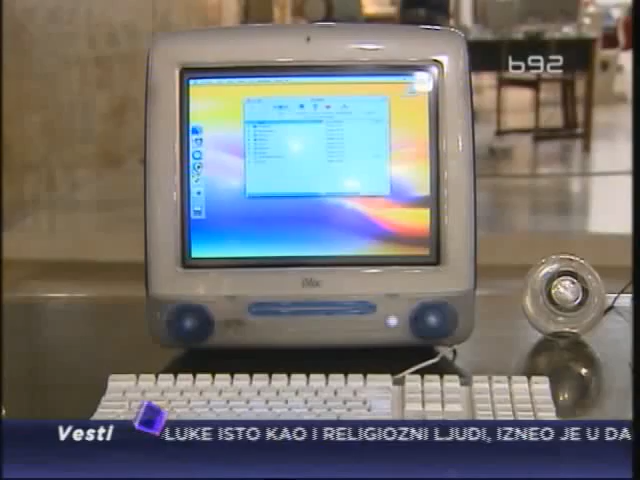 b92
iMac
Vesti
LUKE ISTO KAO I RELIGIOZNI LJUDI, IZNEO JE U DA